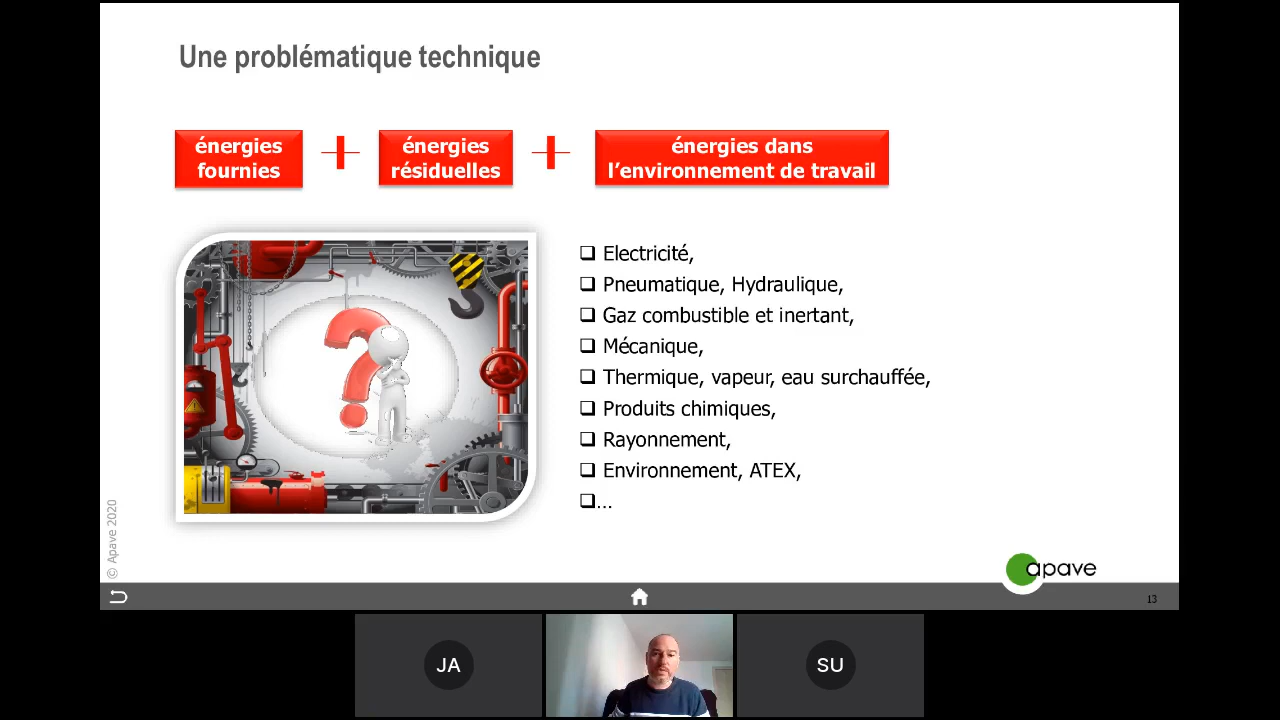 Une problématique technique
énergies
fournies
énergies
résiduelles
énergies dans
l'environnement de travail
Electricité,
Pneumatique, Hydraulique,
Gaz combustible et inertant,
Mécanique,
Thermique, vapeur, eau surchauffée,
Produits chimiques,
Rayonnement,
Environnement, ATEX,
...
© Apave 2020
apave
13
JA
SU